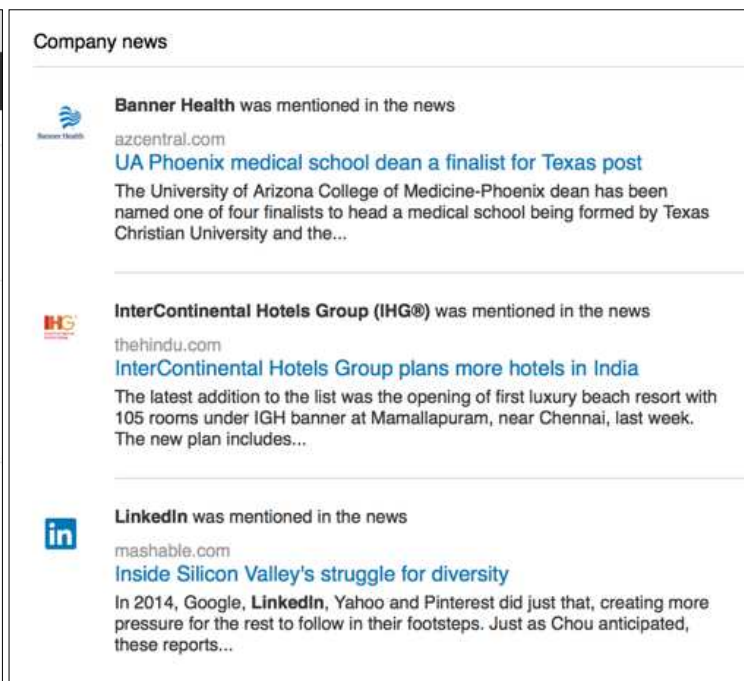 Company news
Banner Health was mentioned in the news
Banner Health
azcentral.com
UA Phoenix medical school dean a finalist for Texas post
The University of Arizona College of Medicine-Phoenix dean has been
named one of four finalists to head a medical school being formed by Texas
Christian University and the...
InterContinental Hotels Group (IHG®) was mentioned in the news
IHG
thehindu.com
InterContinental Hotels Group plans more hotels in India
The latest addition to the list was the opening of first luxury beach resort with
105 rooms under IGH banner at Mamallapuram, near Chennai, last week.
The new plan includes...
LinkedIn was mentioned in the news
in
mashable.com
Inside Silicon Valley's struggle for diversity
In 2014, Google, LinkedIn, Yahoo and Pinterest did just that, creating more
pressure for the rest to follow in their footsteps. Just as Chou anticipated,
these reports...